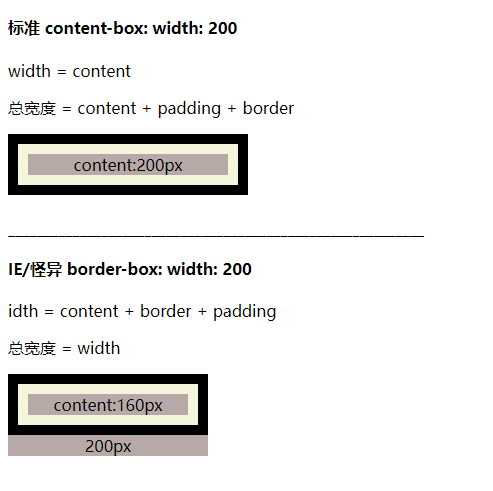 标准 content-box: width: 200
width = content
总宽度 = content + padding + border
content:200px
____________________________________________________
IE/怪异 border-box: width: 200
idth = content + border + padding
总宽度 = width
content:160px
200px